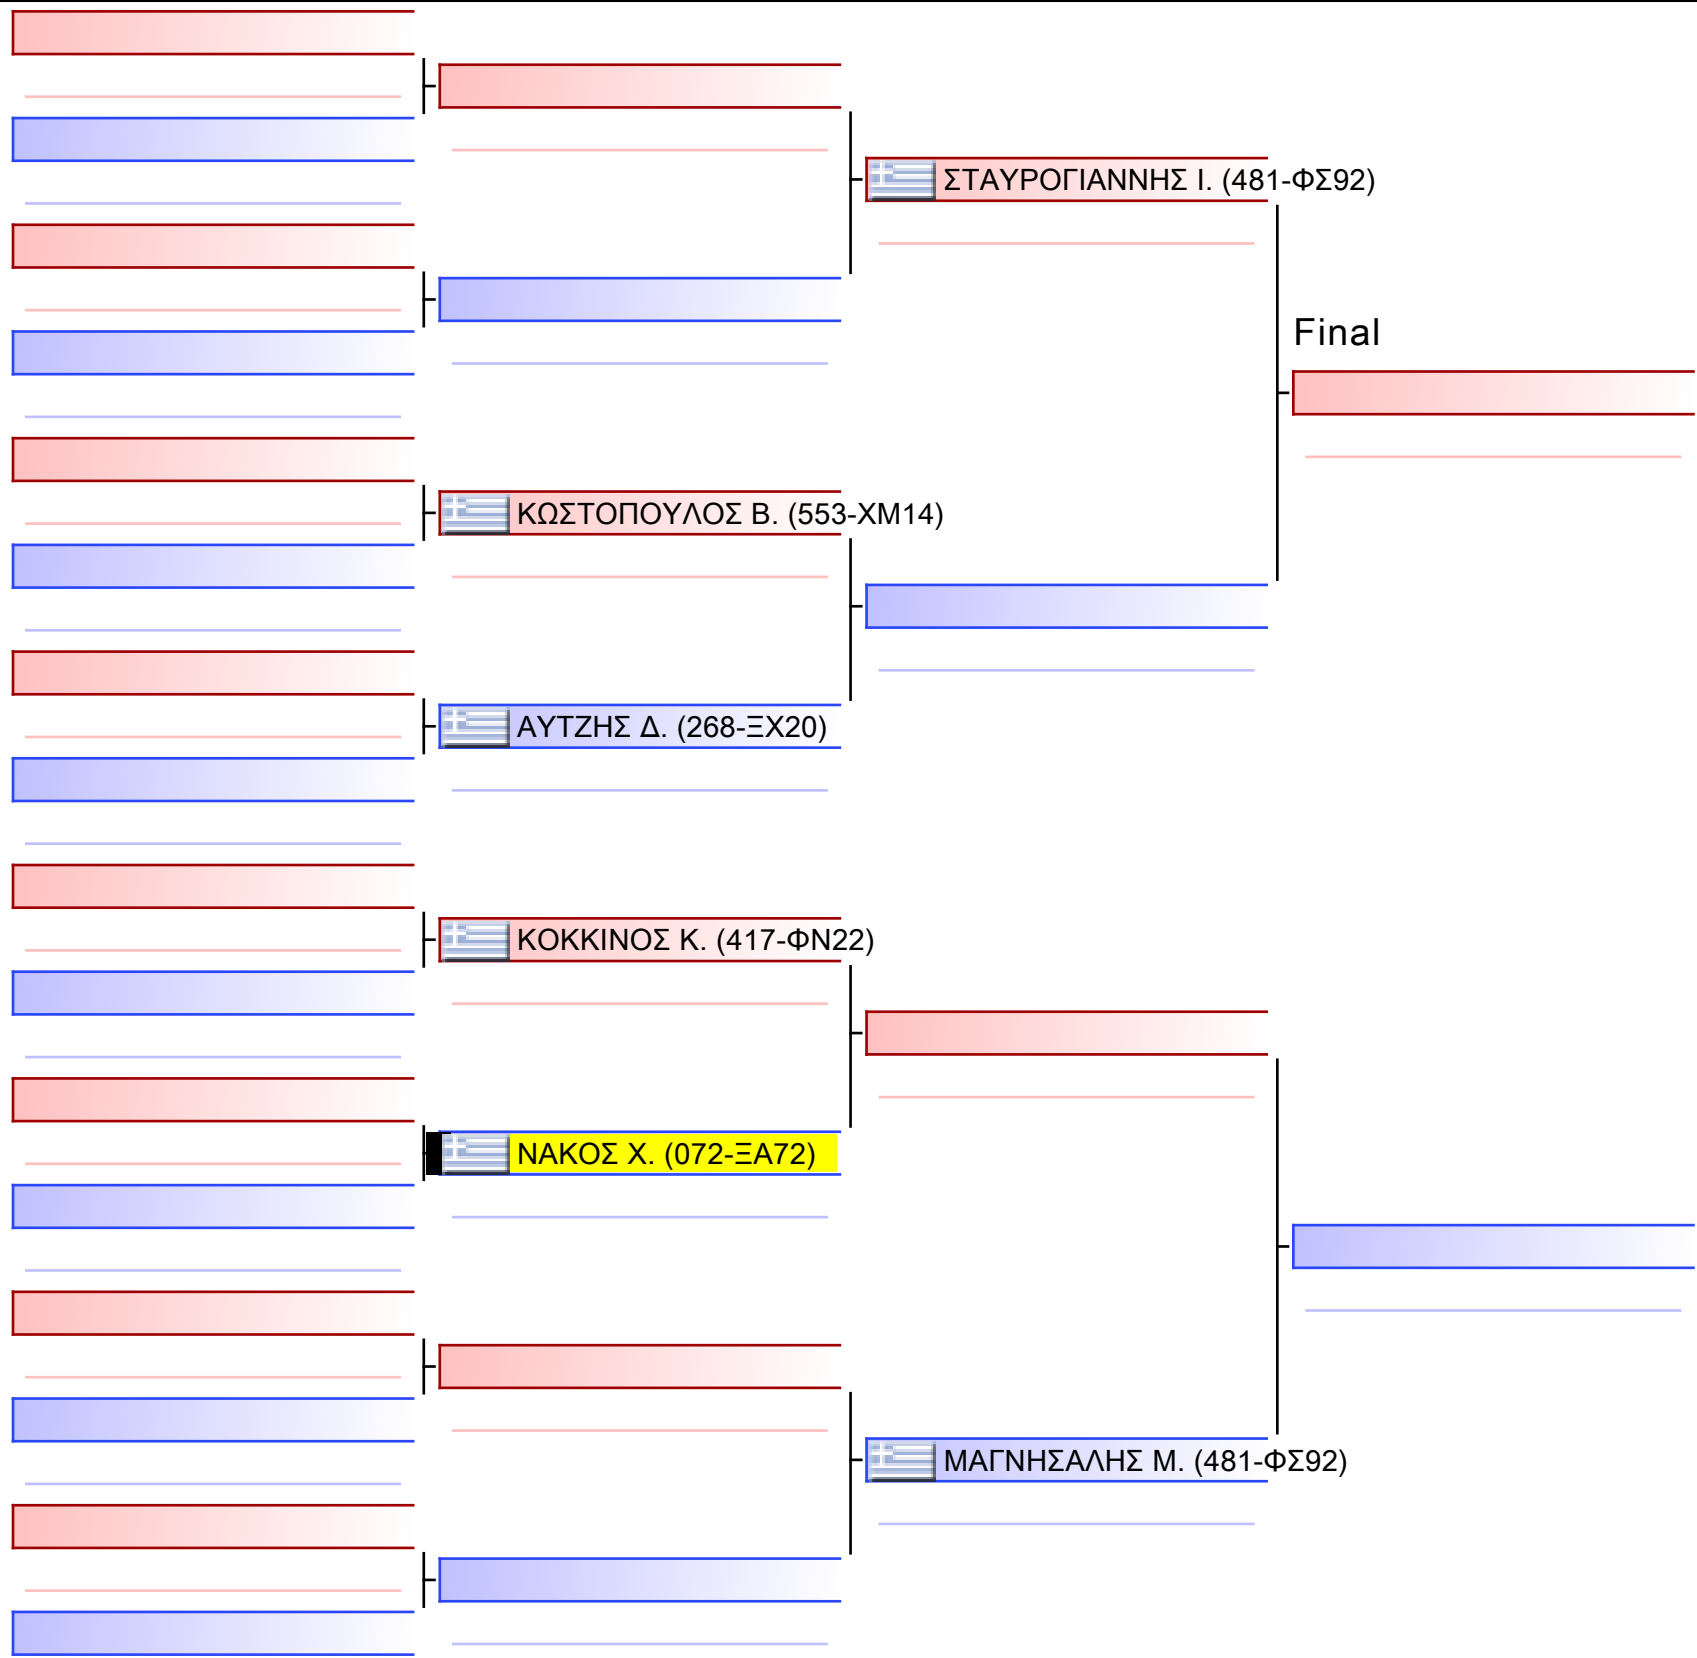 ΣΤΑΥΡΟΓΙΑΝΝΗΣ Ι. (481-ΦΣ92)
Final
ΚΩΣΤΟΠΟΥΛΟΣ Β. (553-ΧΜ14)
ΑΥΤΖΗΣ Δ. (268-ΞΧ20)
ΚΟΚΚΙΝΟΣ Κ. (417-ΦΝ22)
ΝΑΚΟΣ Χ. (072-ΞΑ72)
ΜΑΓΝΗΣΑΛΗΣ Μ. (481-ΦΣ92)